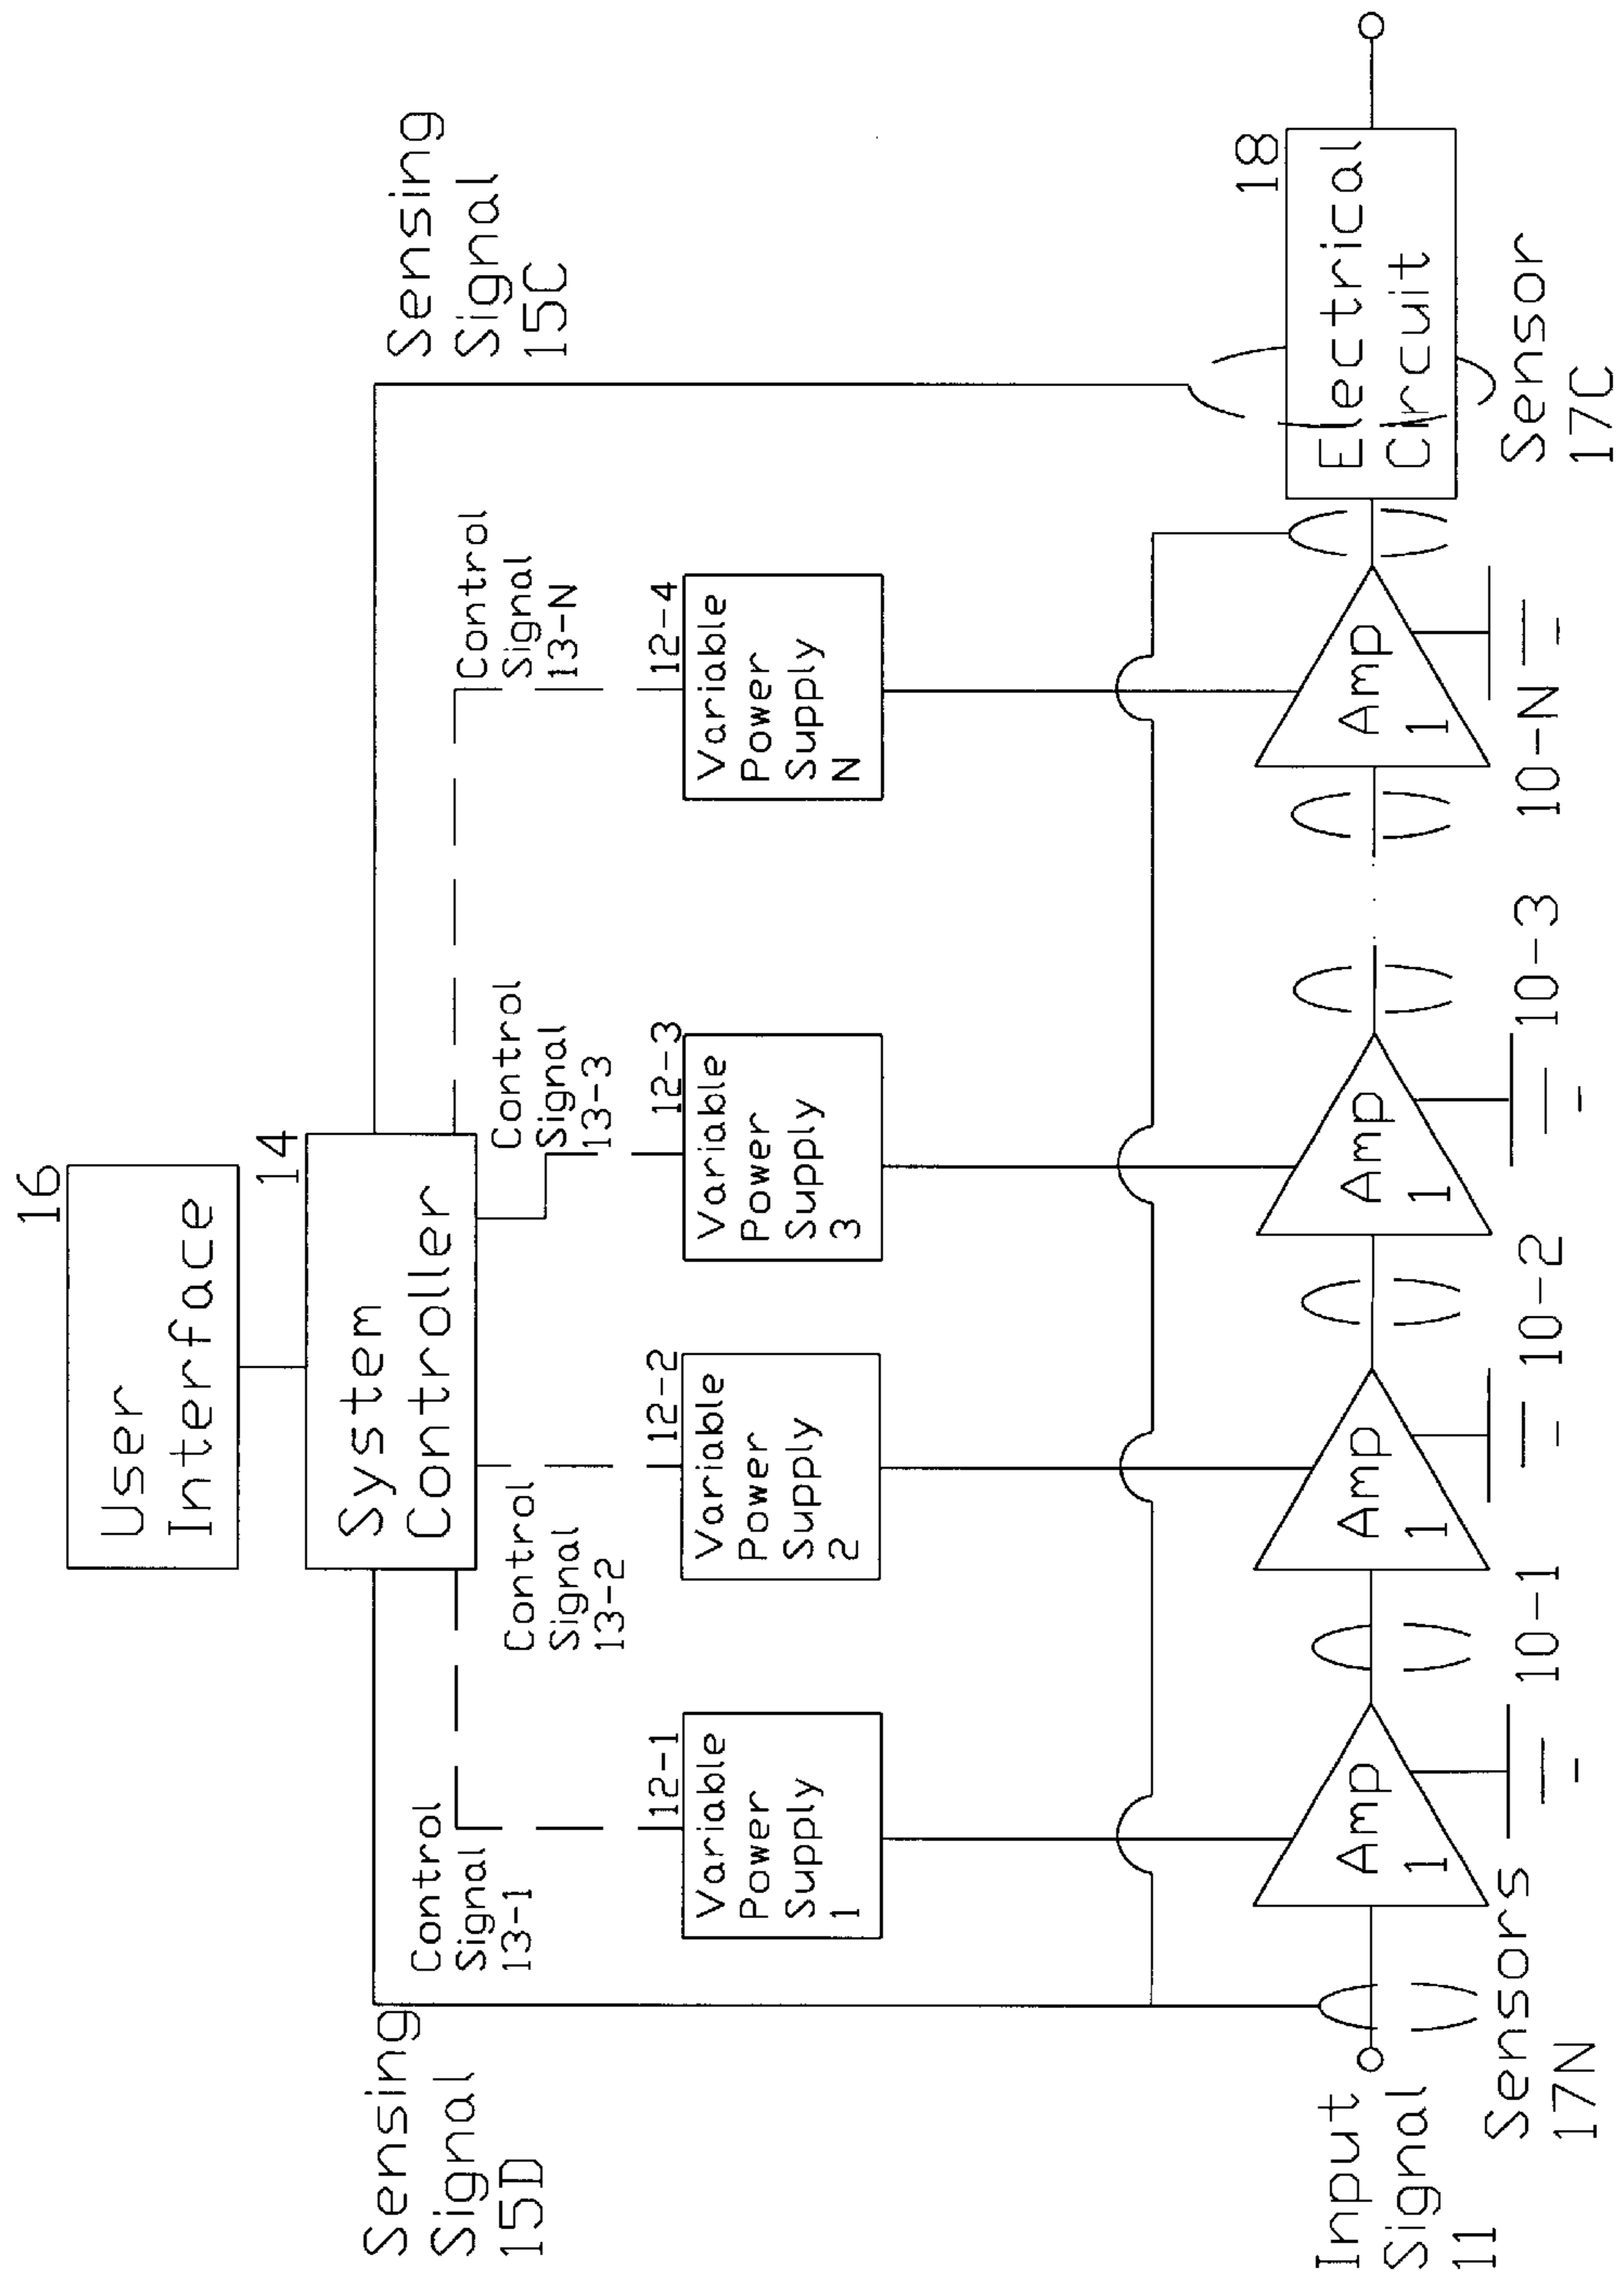 User
Interface
16
System
Controller
14
Sensing
Signal
15D
Sensing
Signal
15C
Control
Signal
13-1
Control
Signal
13-2
Control
Signal
13-3
Control
Signal
13-N
12-1
Variable
Power
Supply
1
12-2
Variable
Power
Supply
2
12-3
Variable
Power
Supply
3
12-4
Variable
Power
Supply
N
Input
Signal
11
Sensors
17N
Amp
1
10-1
Amp
1
10-2
Amp
1
10-3
Amp
1
10-N
18
Electrical
Circuit
Sensor
17C